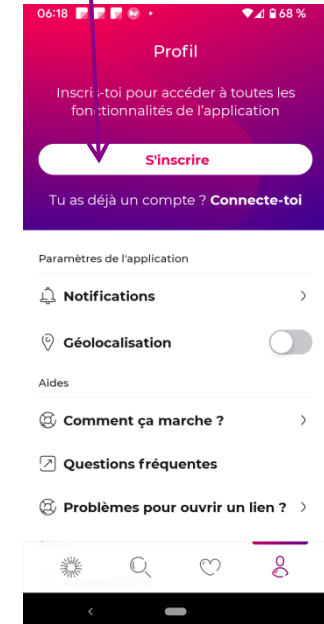 06:18
68 %
Profil
Inscris-toi pour accéder à toutes les
fonctionnalités de l'application
S'inscrire
Tu as déjà un compte ? Connecte-toi
Paramètres de l'application
Notifications
Géolocalisation
Aides
Comment ça marche ?
Questions fréquentes
Problèmes pour ouvrir un lien ?
Accessibilité